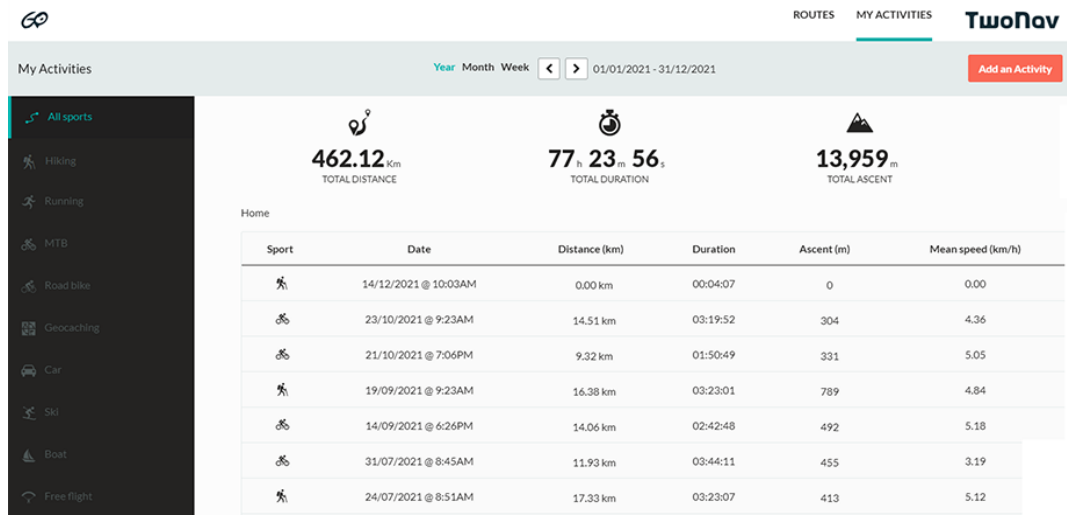 GO
ROUTES MY ACTIVITIES TwoNav
My Activities Year Month Week < > 01/01/2021 - 31/12/2021 Add an Activity
All sports
Hiking
Running
MTB
Road bike
Geocaching
Car
Ski
Boat
Free flight
462.12 Km 77 h 23 m 56 s 13,959 m
TOTAL DISTANCE TOTAL DURATION TOTAL ASCENT
Home
Sport Date Distance (km) Duration Ascent (m) Mean speed (km/h)
14/12/2021 @ 10:03AM 0.00 km 00:04:07 0 0.00
23/10/2021 @ 9:23AM 14.51 km 03:19:52 304 4.36
21/10/2021 @ 7:06PM 9.32 km 01:50:49 331 5.05
19/09/2021 @ 9:23AM 16.38 km 03:23:01 789 4.84
14/09/2021 @ 6:26PM 14.06 km 02:42:48 492 5.18
31/07/2021 @ 8:45AM 11.93 km 03:44:11 455 3.19
24/07/2021 @ 8:51AM 17.33 km 03:23:07 413 5.12